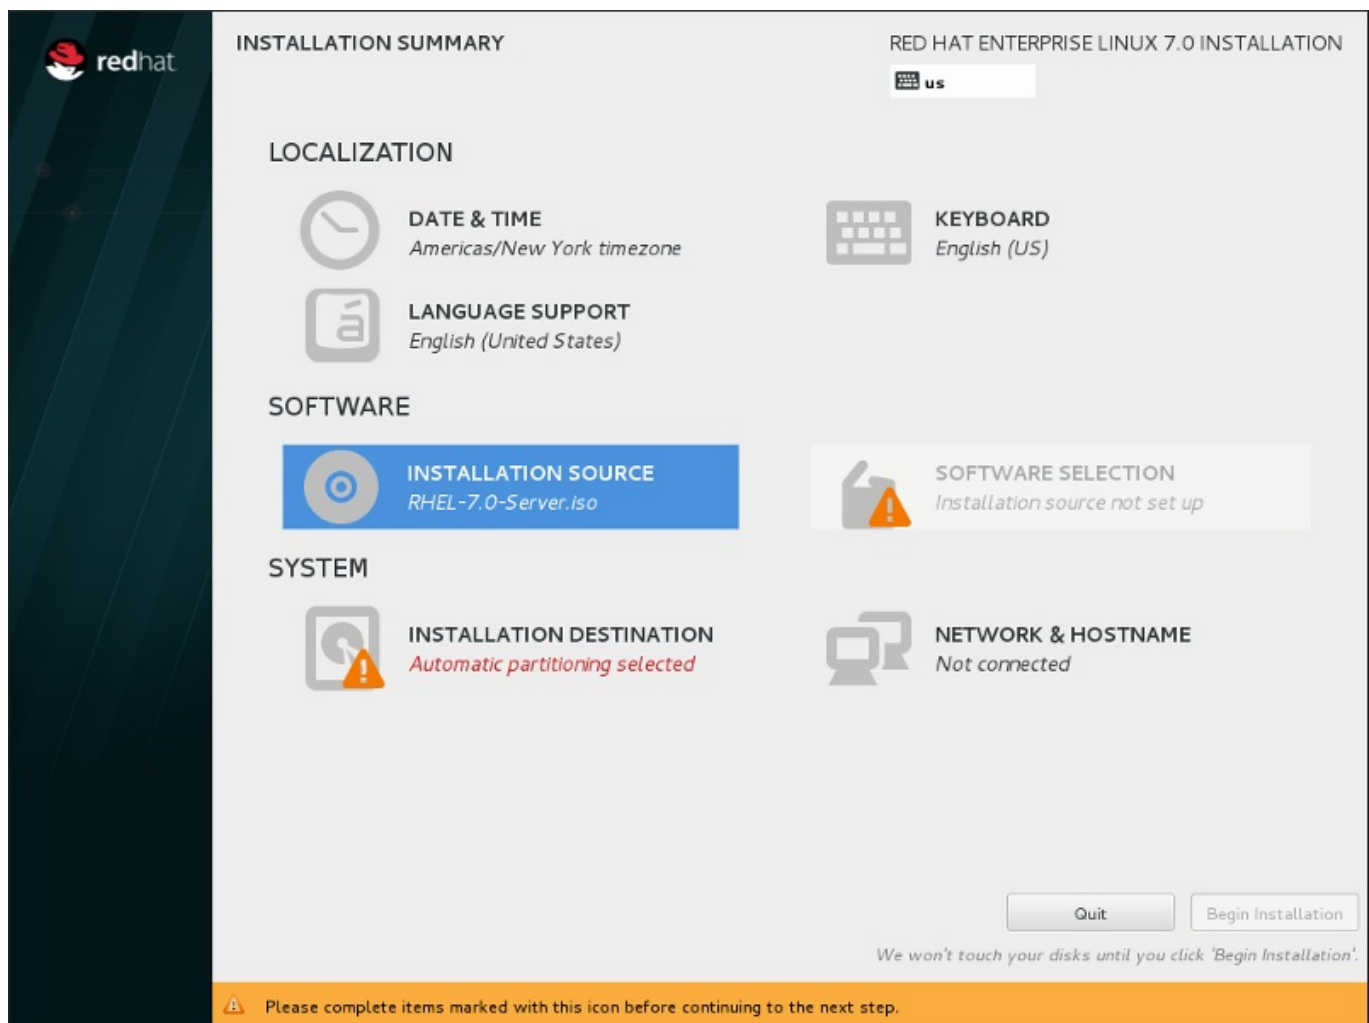 redhat
INSTALLATION SUMMARY
RED HAT ENTERPRISE LINUX 7.0 INSTALLATION
us
LOCALIZATION
DATE & TIME
Americas/New York timezone
KEYBOARD
English (US)
á
LANGUAGE SUPPORT
English (United States)
SOFTWARE
INSTALLATION SOURCE
RHEL-7.0-Server.iso
SOFTWARE SELECTION
Installation source not set up
SYSTEM
INSTALLATION DESTINATION
Automatic partitioning selected
NETWORK & HOSTNAME
Not connected
Quit
Begin Installation
We won't touch your disks until you click 'Begin Installation'.
Please complete items marked with this icon before continuing to the next step.